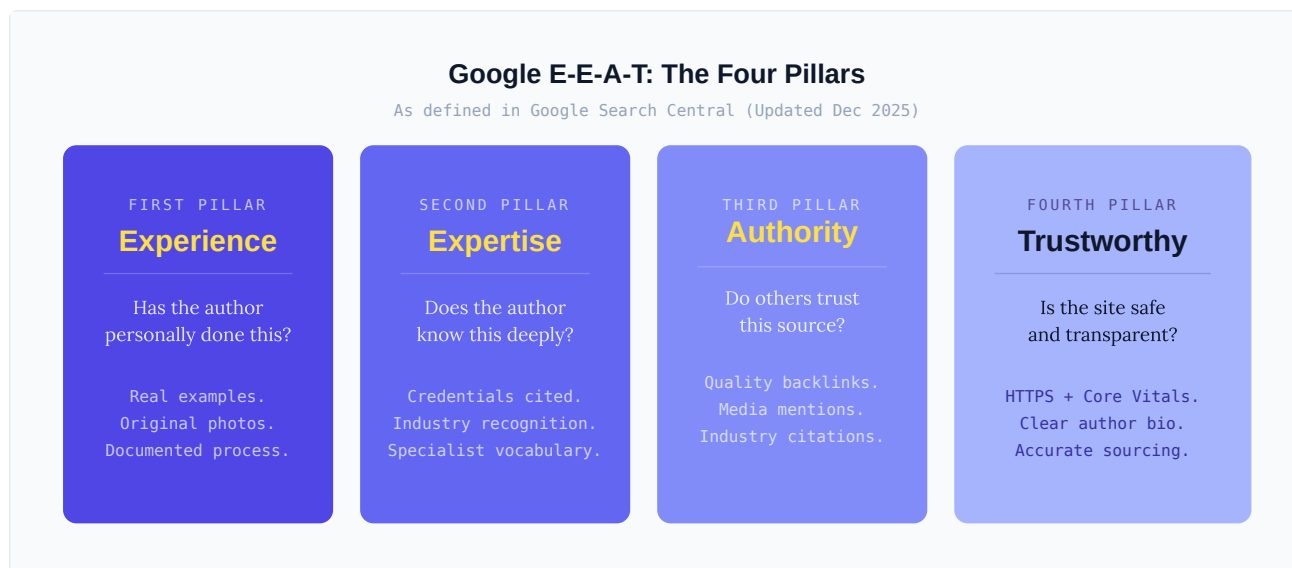 Google E-E-A-T: The Four Pillars
As defined in Google Search Central (Updated Dec 2025)
FIRST PILLAR
Experience
Has the author
personally done this?
Real examples.
Original photos.
Documented process.
SECOND PILLAR
Expertise
Does the author
know this deeply?
Credentials cited.
Industry recognition.
Specialist vocabulary.
THIRD PILLAR
Authority
Do others trust
this source?
Quality backlinks.
Media mentions.
Industry citations.
FOURTH PILLAR
Trustworthy
Is the site safe
and transparent?
HTTPS + Core Vitals.
Clear author bio.
Accurate sourcing.